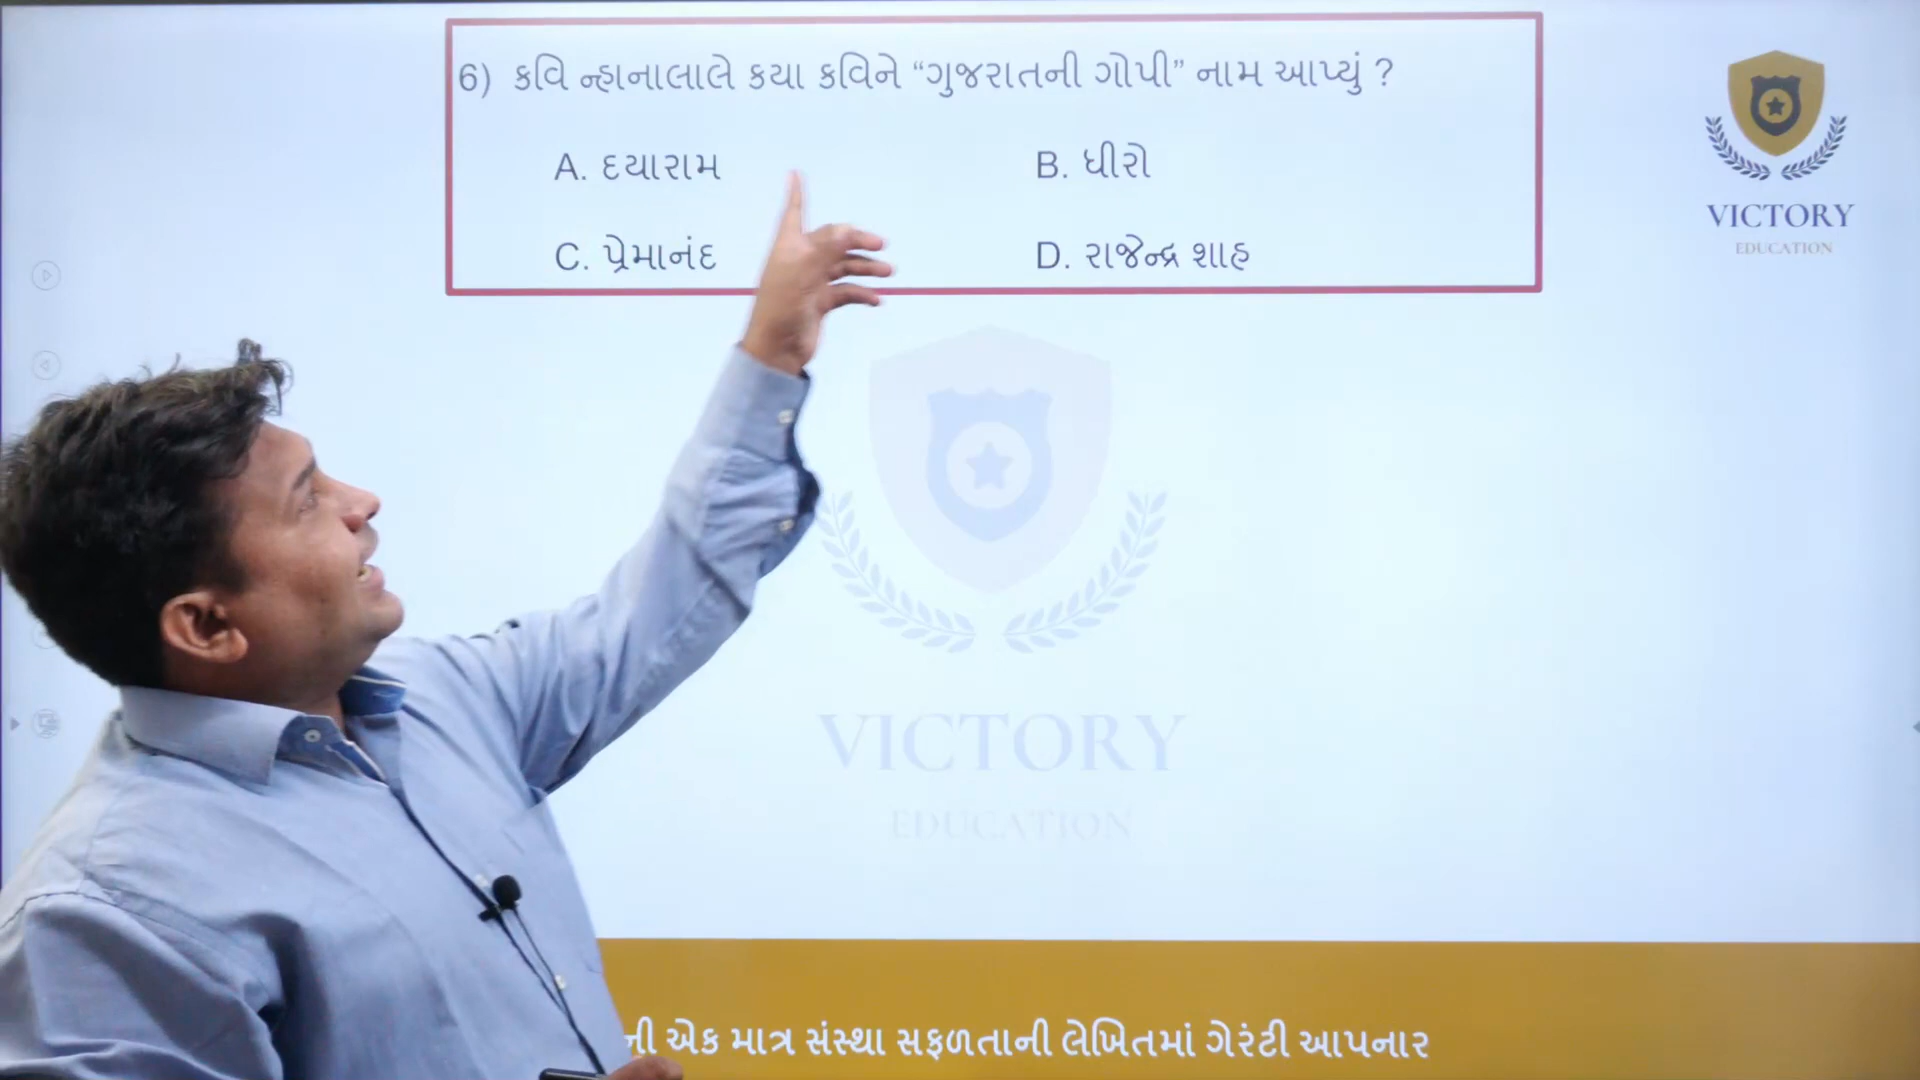 6) કવિ ન્હાનાલાલે કયા કવિને “ગુજરાતની ગોપી” નામ આપ્યું ?
A. દયારામ
B. ધીરો
C. પ્રેમાનંદ
D. રાજેન્દ્ર શાહ
VICTORY
EDUCATION
VICTORY
EDUCATION
ની એક માત્ર સંસ્થા સફળતાની લેખિતમાં ગેરંટી આપનાર